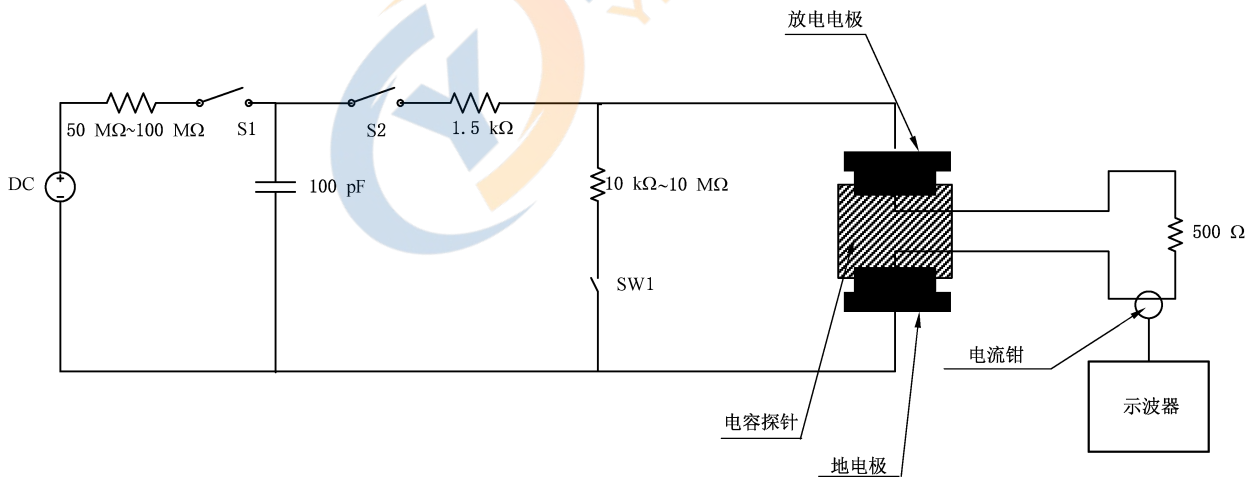 放电电极
50 MΩ~100 MΩ
S1
S2
1.5 kΩ
DC
100 pF
10 kΩ~10 MΩ
500 Ω
SW1
电流钳
电容探针
示波器
地电极